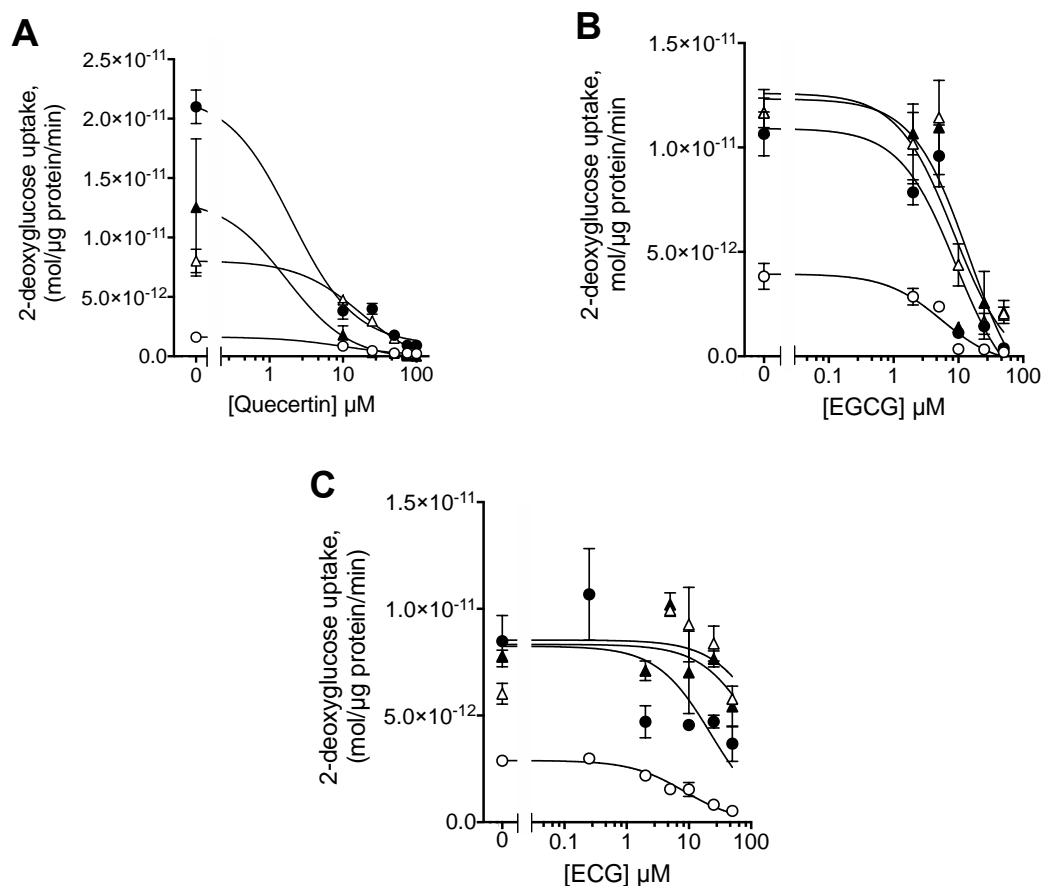 A
2-deoxyglucose uptake,
(mol/µg protein/min)
2.5×10⁻¹¹
2.0×10⁻¹¹
1.5×10⁻¹¹
1.0×10⁻¹¹
5.0×10⁻¹²
0.0
0 1 10 100
[Quecertin] µM
B
2-deoxyglucose uptake,
mol/µg protein/min
1.5×10⁻¹¹
1.0×10⁻¹¹
5.0×10⁻¹²
0.0
0 0.1 1 10 100
[EGCG] µM
C
2-deoxyglucose uptake,
(mol/µg protein/min)
1.5×10⁻¹¹
1.0×10⁻¹¹
5.0×10⁻¹²
0.0
0 0.1 1 10 100
[ECG] µM